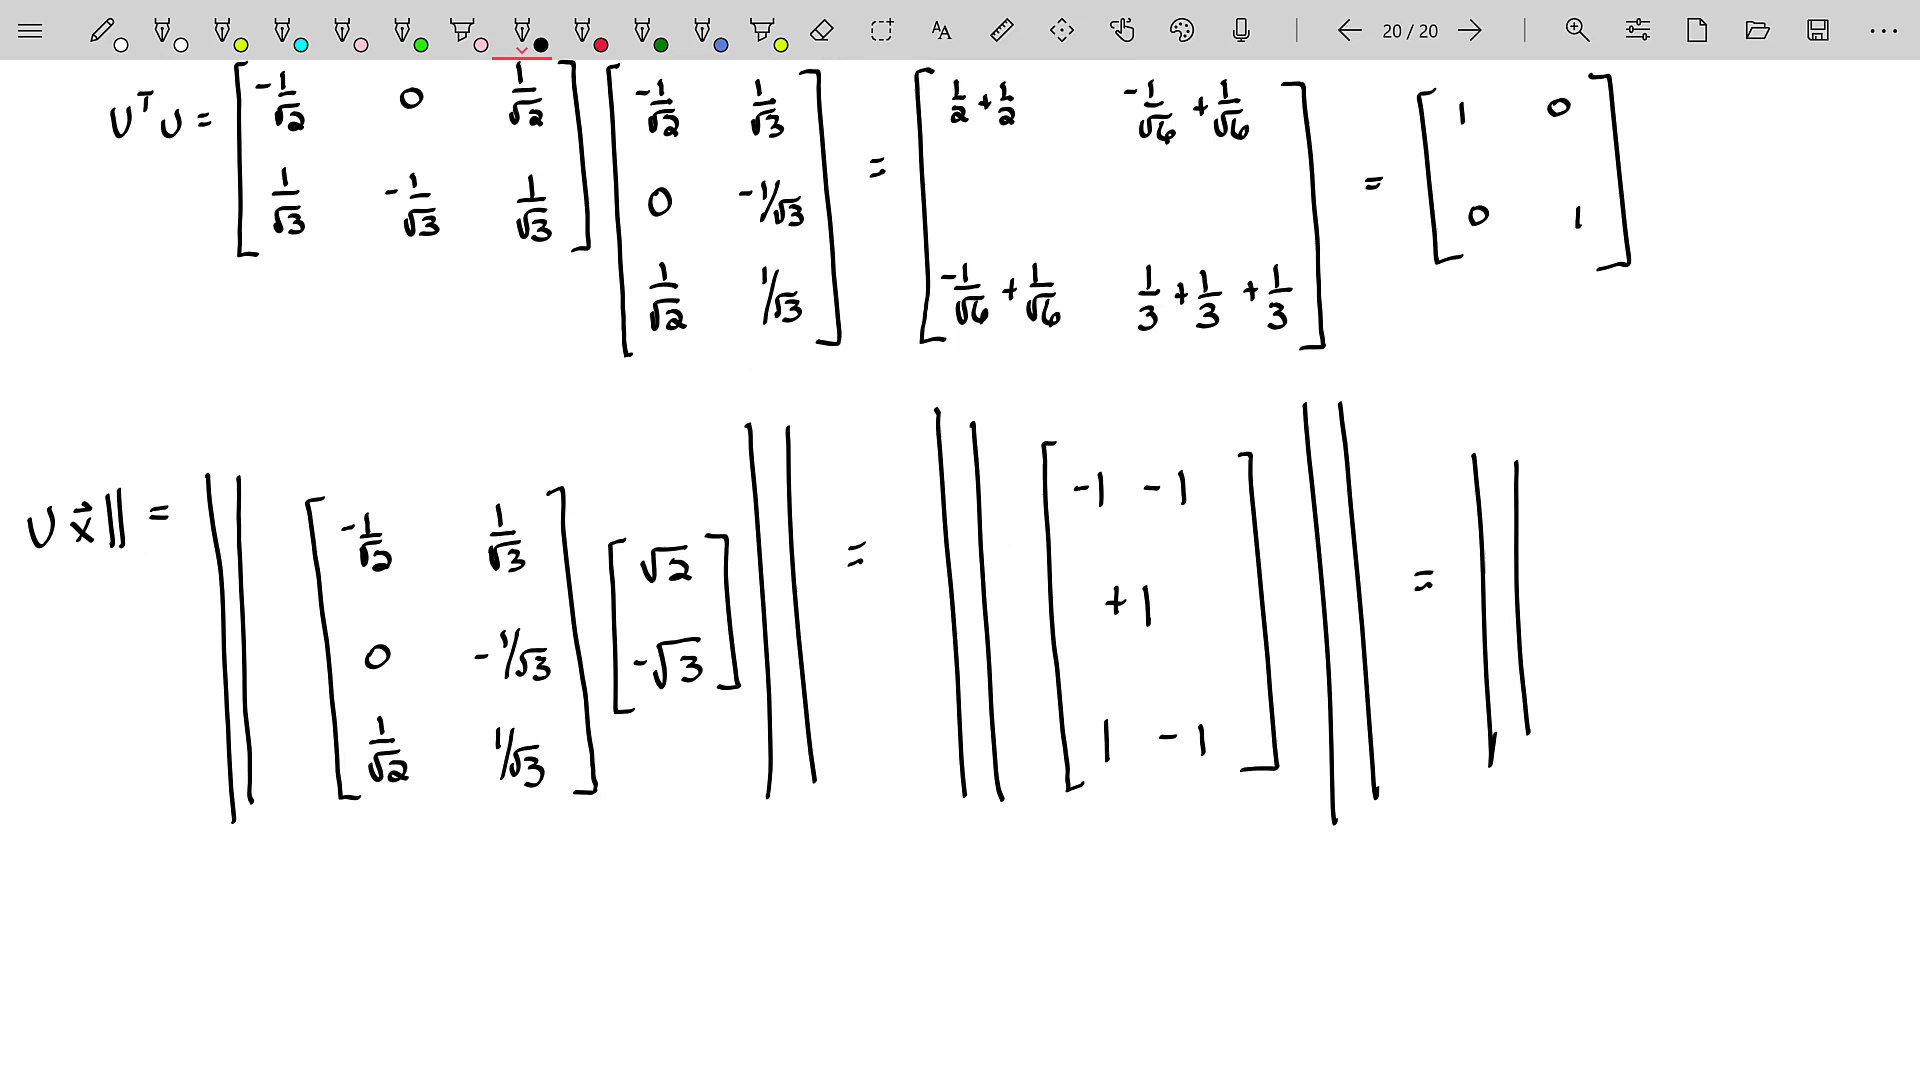 20 / 20
Uᵀ U = [ -1/√2 0 1/√2 ; 1/√3 -1/√3 1/√3 ] [ -1/√2 1/√3 ; 0 -1/√3 ; 1/√2 1/√3 ] = [ 1/2 + 1/2 -1/√6 + 1/√6 ; -1/√6 + 1/√6 1/3 + 1/3 + 1/3 ] = [ 1 0 ; 0 1 ]
U x⃗ || = || [ -1/√2 1/√3 ; 0 -1/√3 ; 1/√2 1/√3 ] [ √2 ; -√3 ] || = || [ -1 - 1 ; + 1 ; 1 - 1 ] || = ||